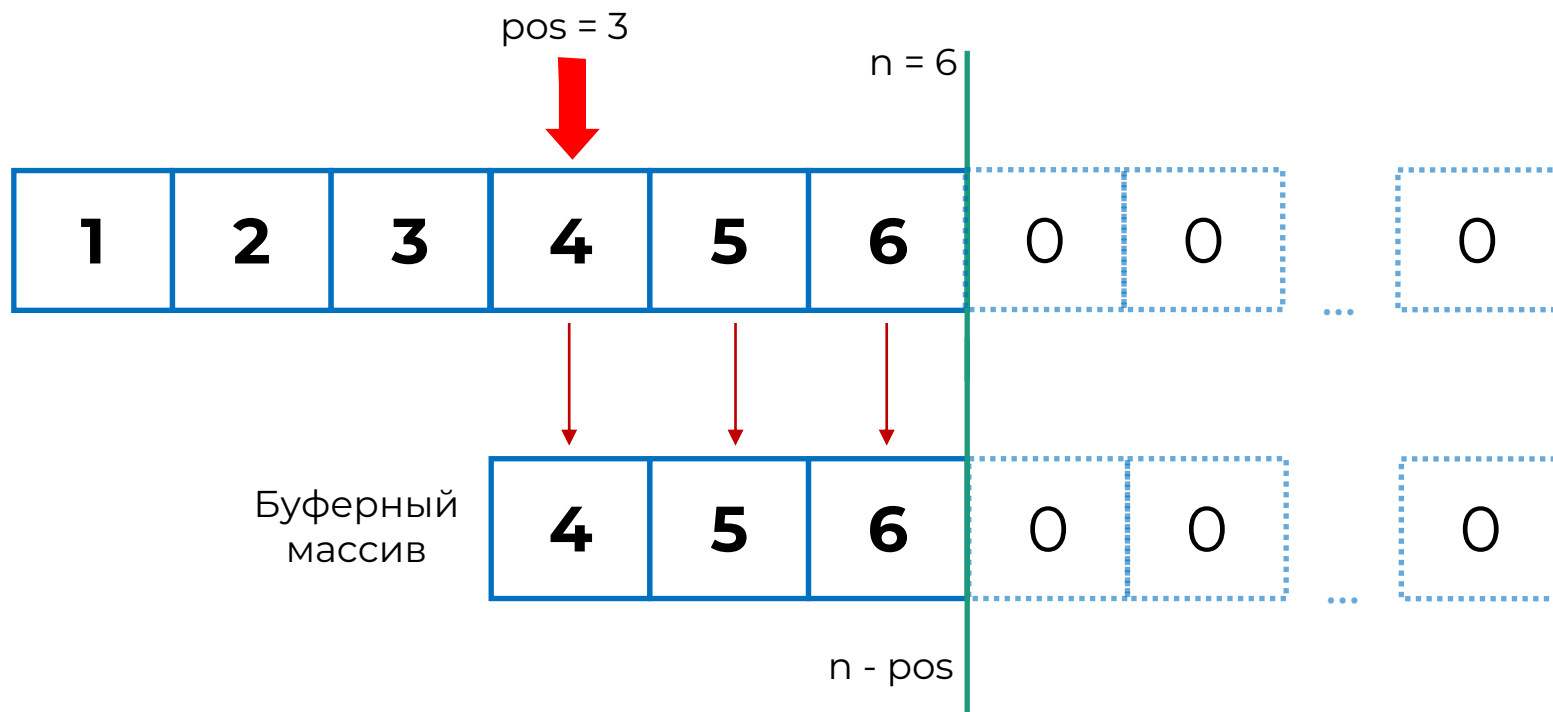 pos = 3
n = 6
1 2 3 4 5 6 0 0 ... 0
Буферный
массив
4 5 6 0 0 ... 0
n - pos